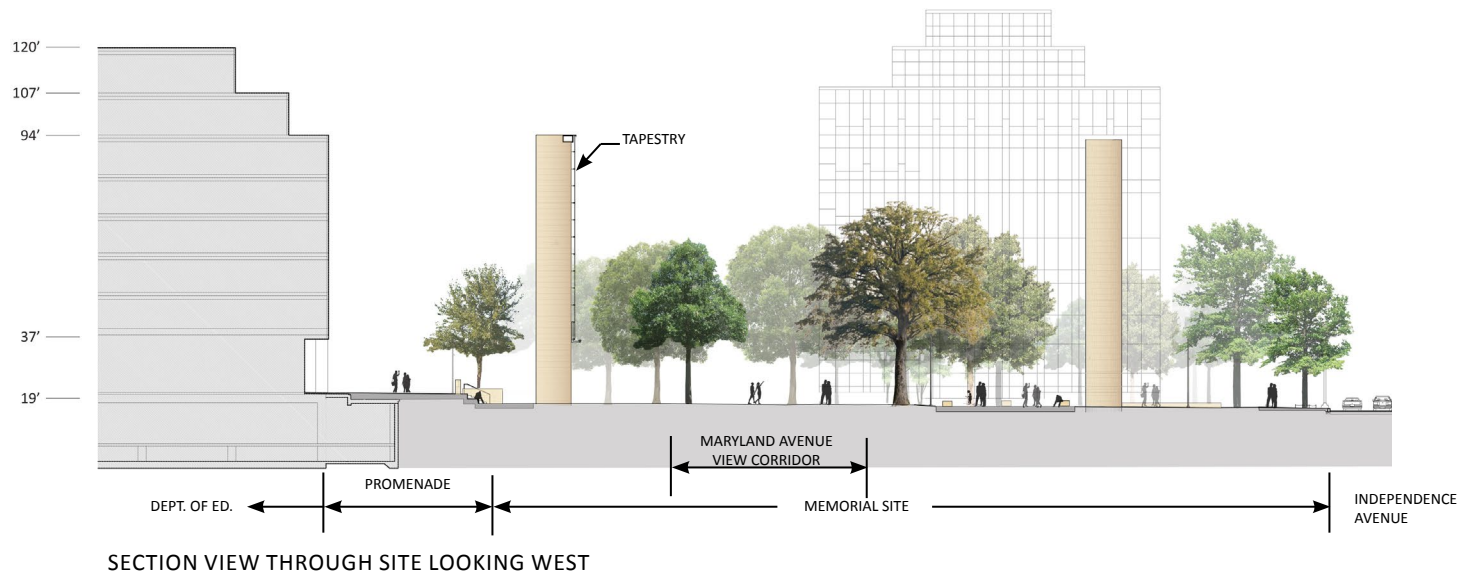 120'
107'
94'
TAPESTRY
37'
19'
MARYLAND AVENUE
VIEW CORRIDOR
PROMENADE
DEPT. OF ED.
MEMORIAL SITE
INDEPENDENCE
AVENUE
SECTION VIEW THROUGH SITE LOOKING WEST